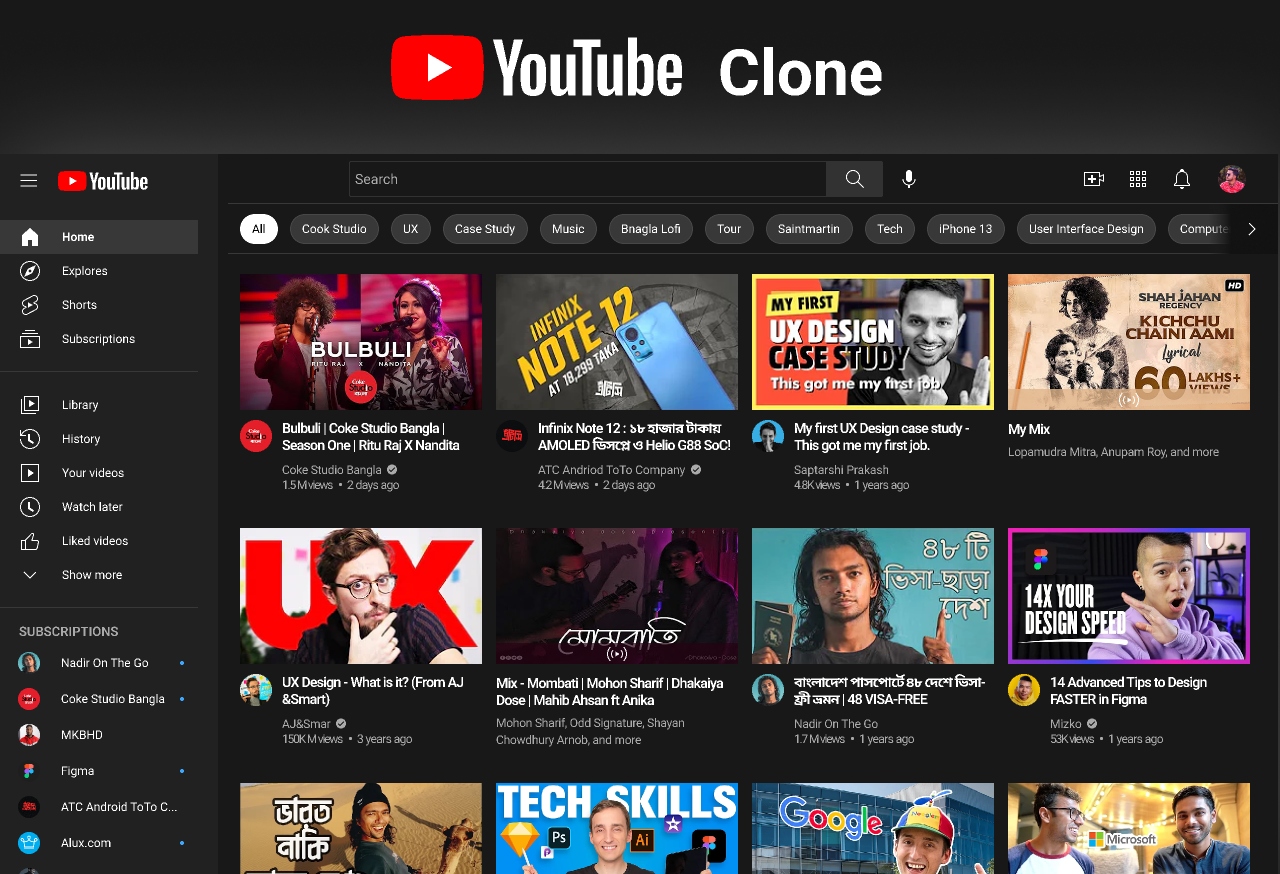 YouTube Clone
YouTube
Search
Home
Explores
Shorts
Subscriptions
Library
History
Your videos
Watch later
Liked videos
Show more
SUBSCRIPTIONS
Nadir On The Go
Coke Studio Bangla
MKBHD
Figma
ATC Android ToTo C...
Alux.com
All
Cook Studio
UX
Case Study
Music
Bnagla Lofi
Tour
Saintmartin
Tech
iPhone 13
User Interface Design
Compute
BULBULI
RITU RAJ X NANDITA
Coke Studio বাংলা
INFINIX
NOTE 12
AT 18,299 TAKA
MY FIRST
UX DESIGN
CASE STUDY
This got me my first job
HD
SHAH JAHAN
REGENCY
KICHCHU
CHAINI AAMI
Lyrical
60 LAKHS+
VIEWS
Bulbuli | Coke Studio Bangla |
Season One | Ritu Raj X Nandita
Coke Studio Bangla
1.5M views • 2 days ago
Infinix Note 12 : ১৮ হাজার টাকায়
AMOLED ডিসপ্লে ও Helio G88 SoC!
ATC Andriod ToTo Company
4.2M views • 2 days ago
My first UX Design case study -
This got me my first job.
Saptarshi Prakash
4.8K views • 1 years ago
My Mix
Lopamudra Mitra, Anupam Roy, and more
UX
মোমবাতি
৪৮ টি
ভিসা-ছাড়া
দেশ
14X YOUR
DESIGN SPEED
UX Design - What is it? (From AJ
&Smart)
AJ&Smar
150K M views • 3 years ago
Mix - Mombati | Mohon Sharif | Dhakaiya
Dose | Mahib Ahsan ft Anika
Mohon Sharif, Odd Signature, Shayan
Chowdhury Arnob, and more
বাংলাদেশ পাসপোর্টে ৪৮ দেশে ভিসা-
ফ্রী ভ্রমন | 48 VISA-FREE
Nadir On The Go
1.7 M views • 1 years ago
14 Advanced Tips to Design
FASTER in Figma
Mizko
53K views • 1 years ago
ভারত
নাকি
TECH SKILLS
Ps
Ai
Google
Microsoft